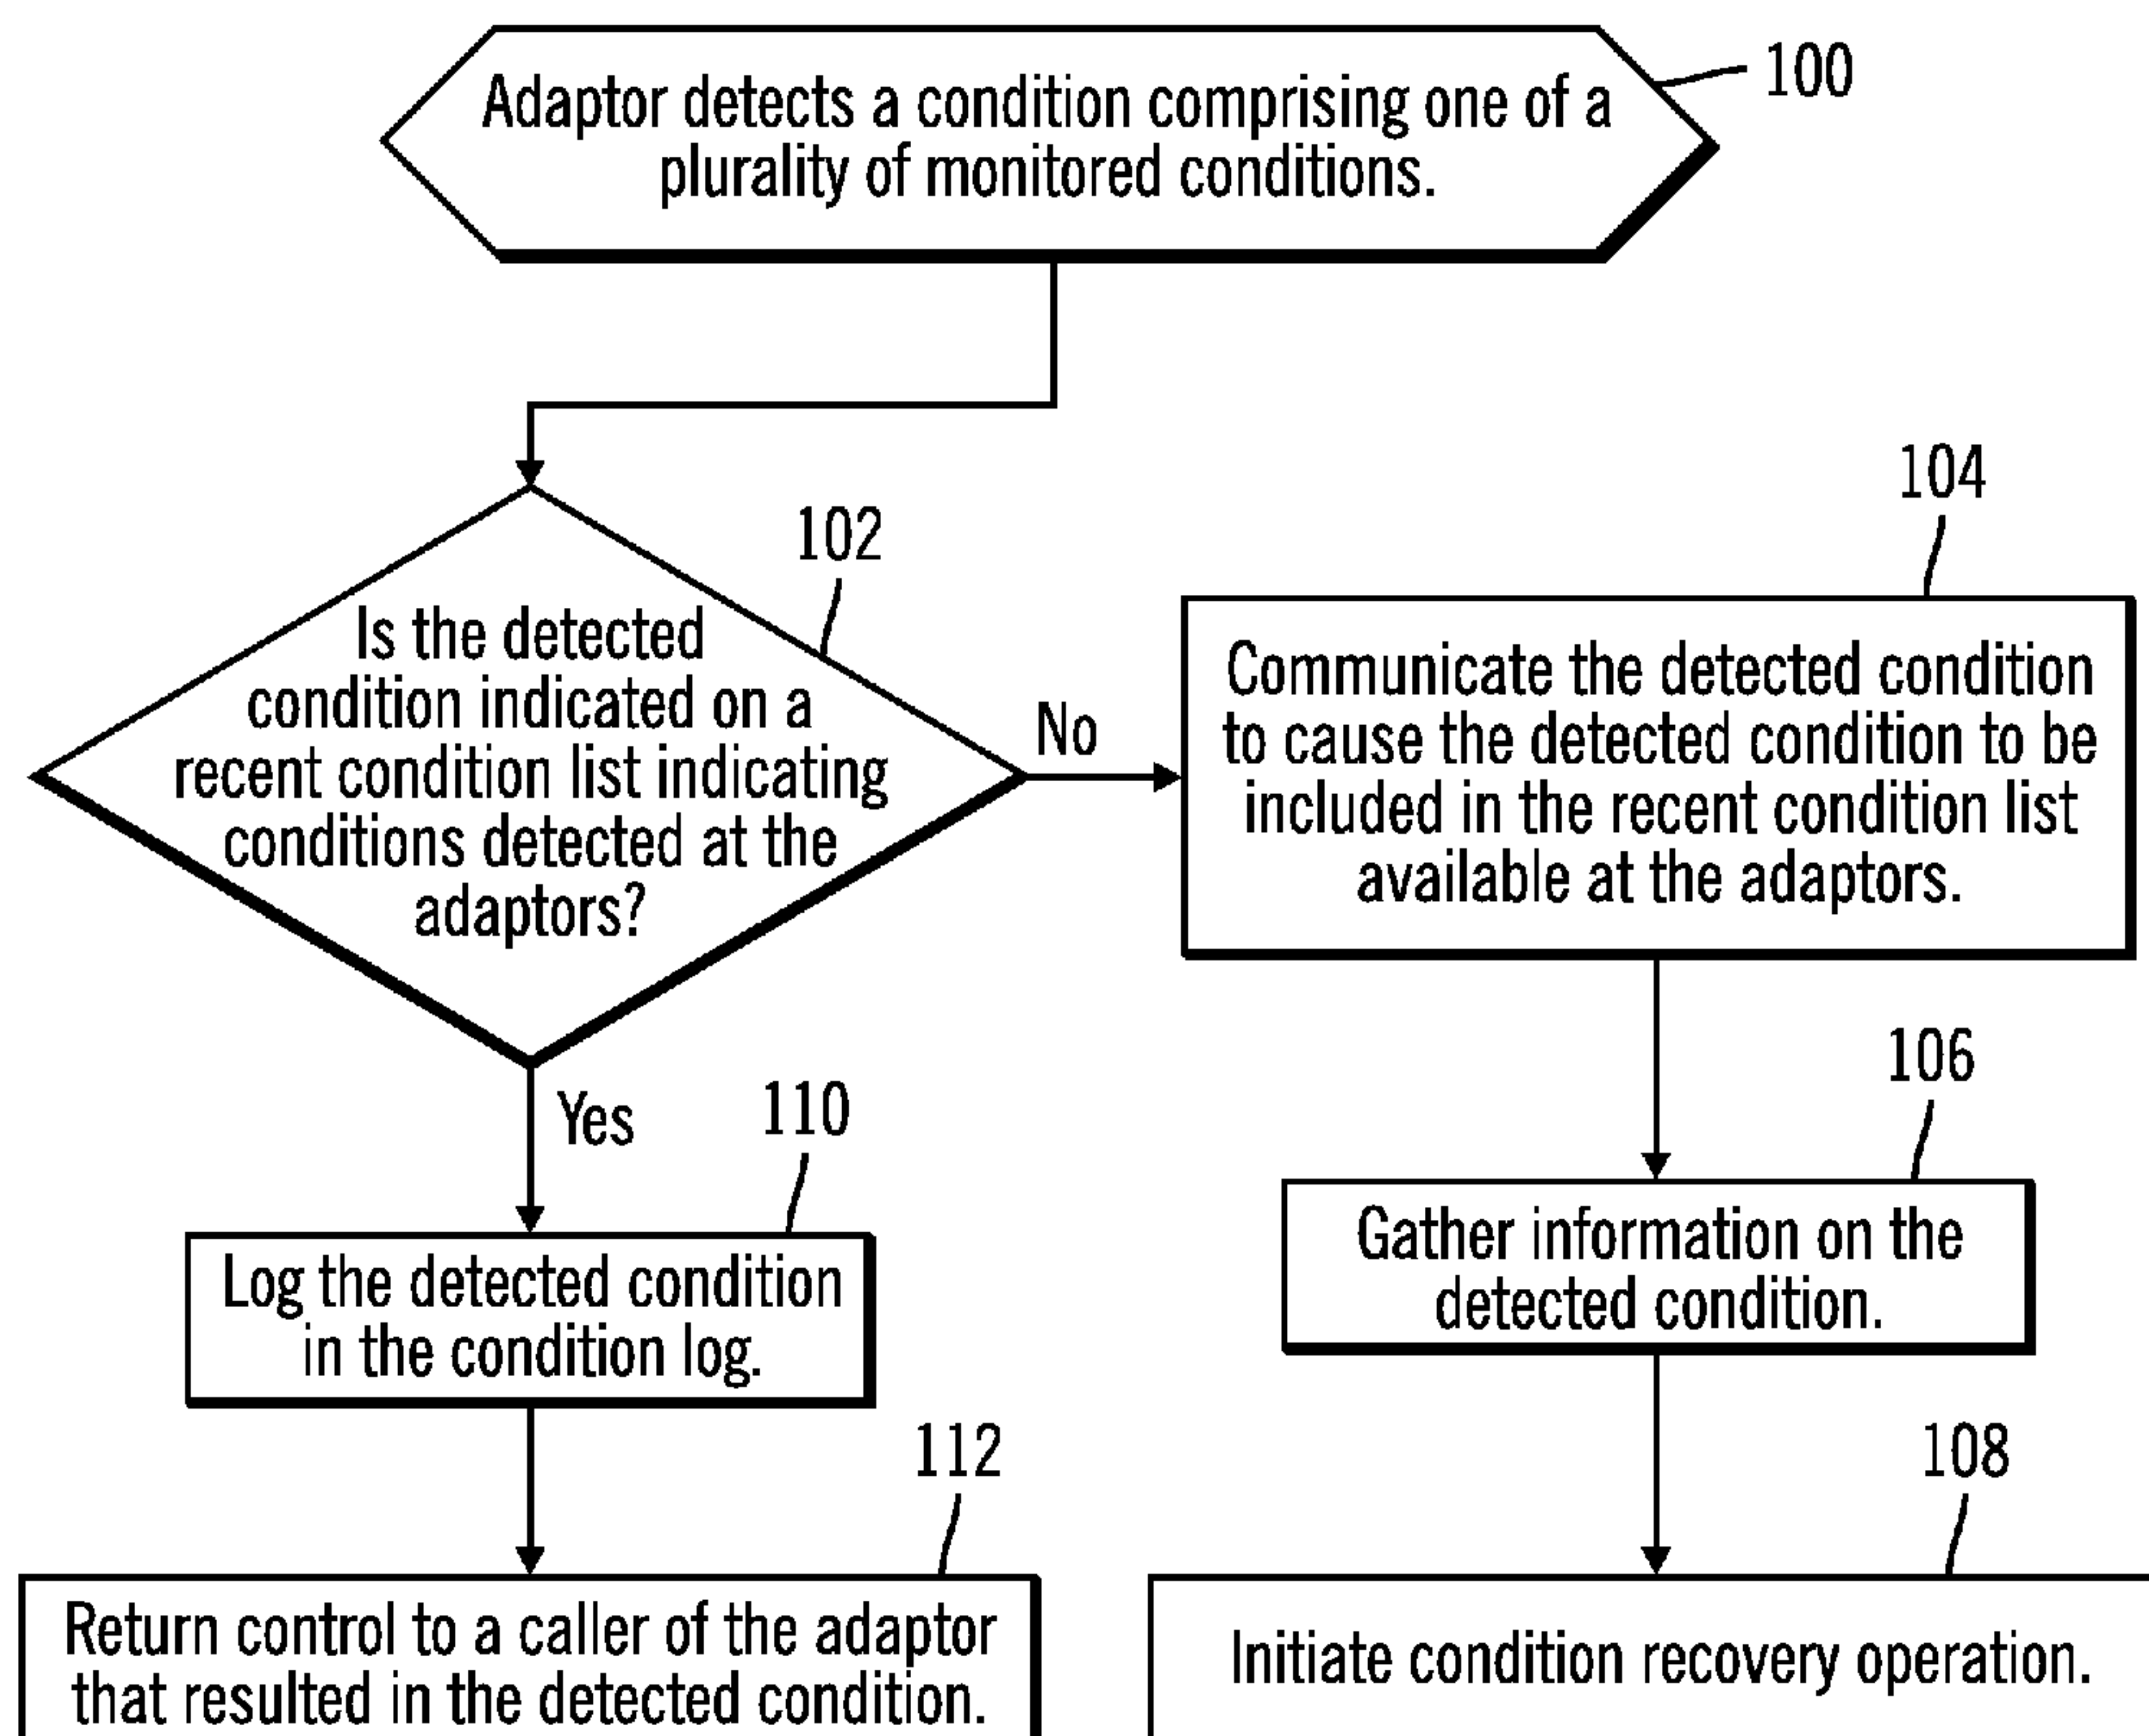 Adaptor detects a condition comprising one of a
plurality of monitored conditions.
100
102
Is the detected
condition indicated on a
recent condition list indicating
conditions detected at the
adaptors?
No
104
Communicate the detected condition
to cause the detected condition to be
included in the recent condition list
available at the adaptors.
106
Gather information on the
detected condition.
108
Initiate condition recovery operation.
Yes
110
Log the detected condition
in the condition log.
112
Return control to a caller of the adaptor
that resulted in the detected condition.